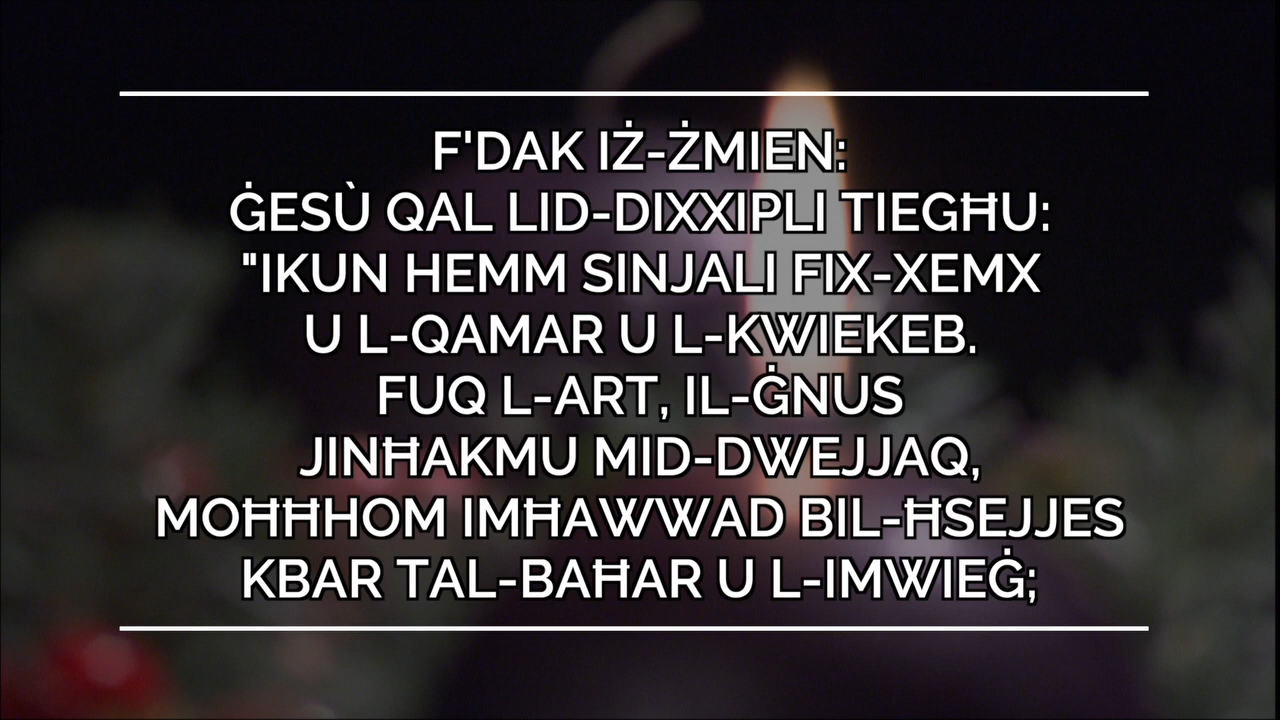 F'DAK IŻ-ŻMIEN:
ĠESÙ QAL LID-DIXXIPLI TIEGĦU:
"IKUN HEMM SINJALI FIX-XEMX
U L-QAMAR U L-KWIEKEB.
FUQ L-ART, IL-ĠNUS
JINĦAKMU MID-DWEJJAQ,
MOĦĦHOM IMĦAWWAD BIL-ĦSEJJES
KBAR TAL-BAĦAR U L-IMWIEĠ;